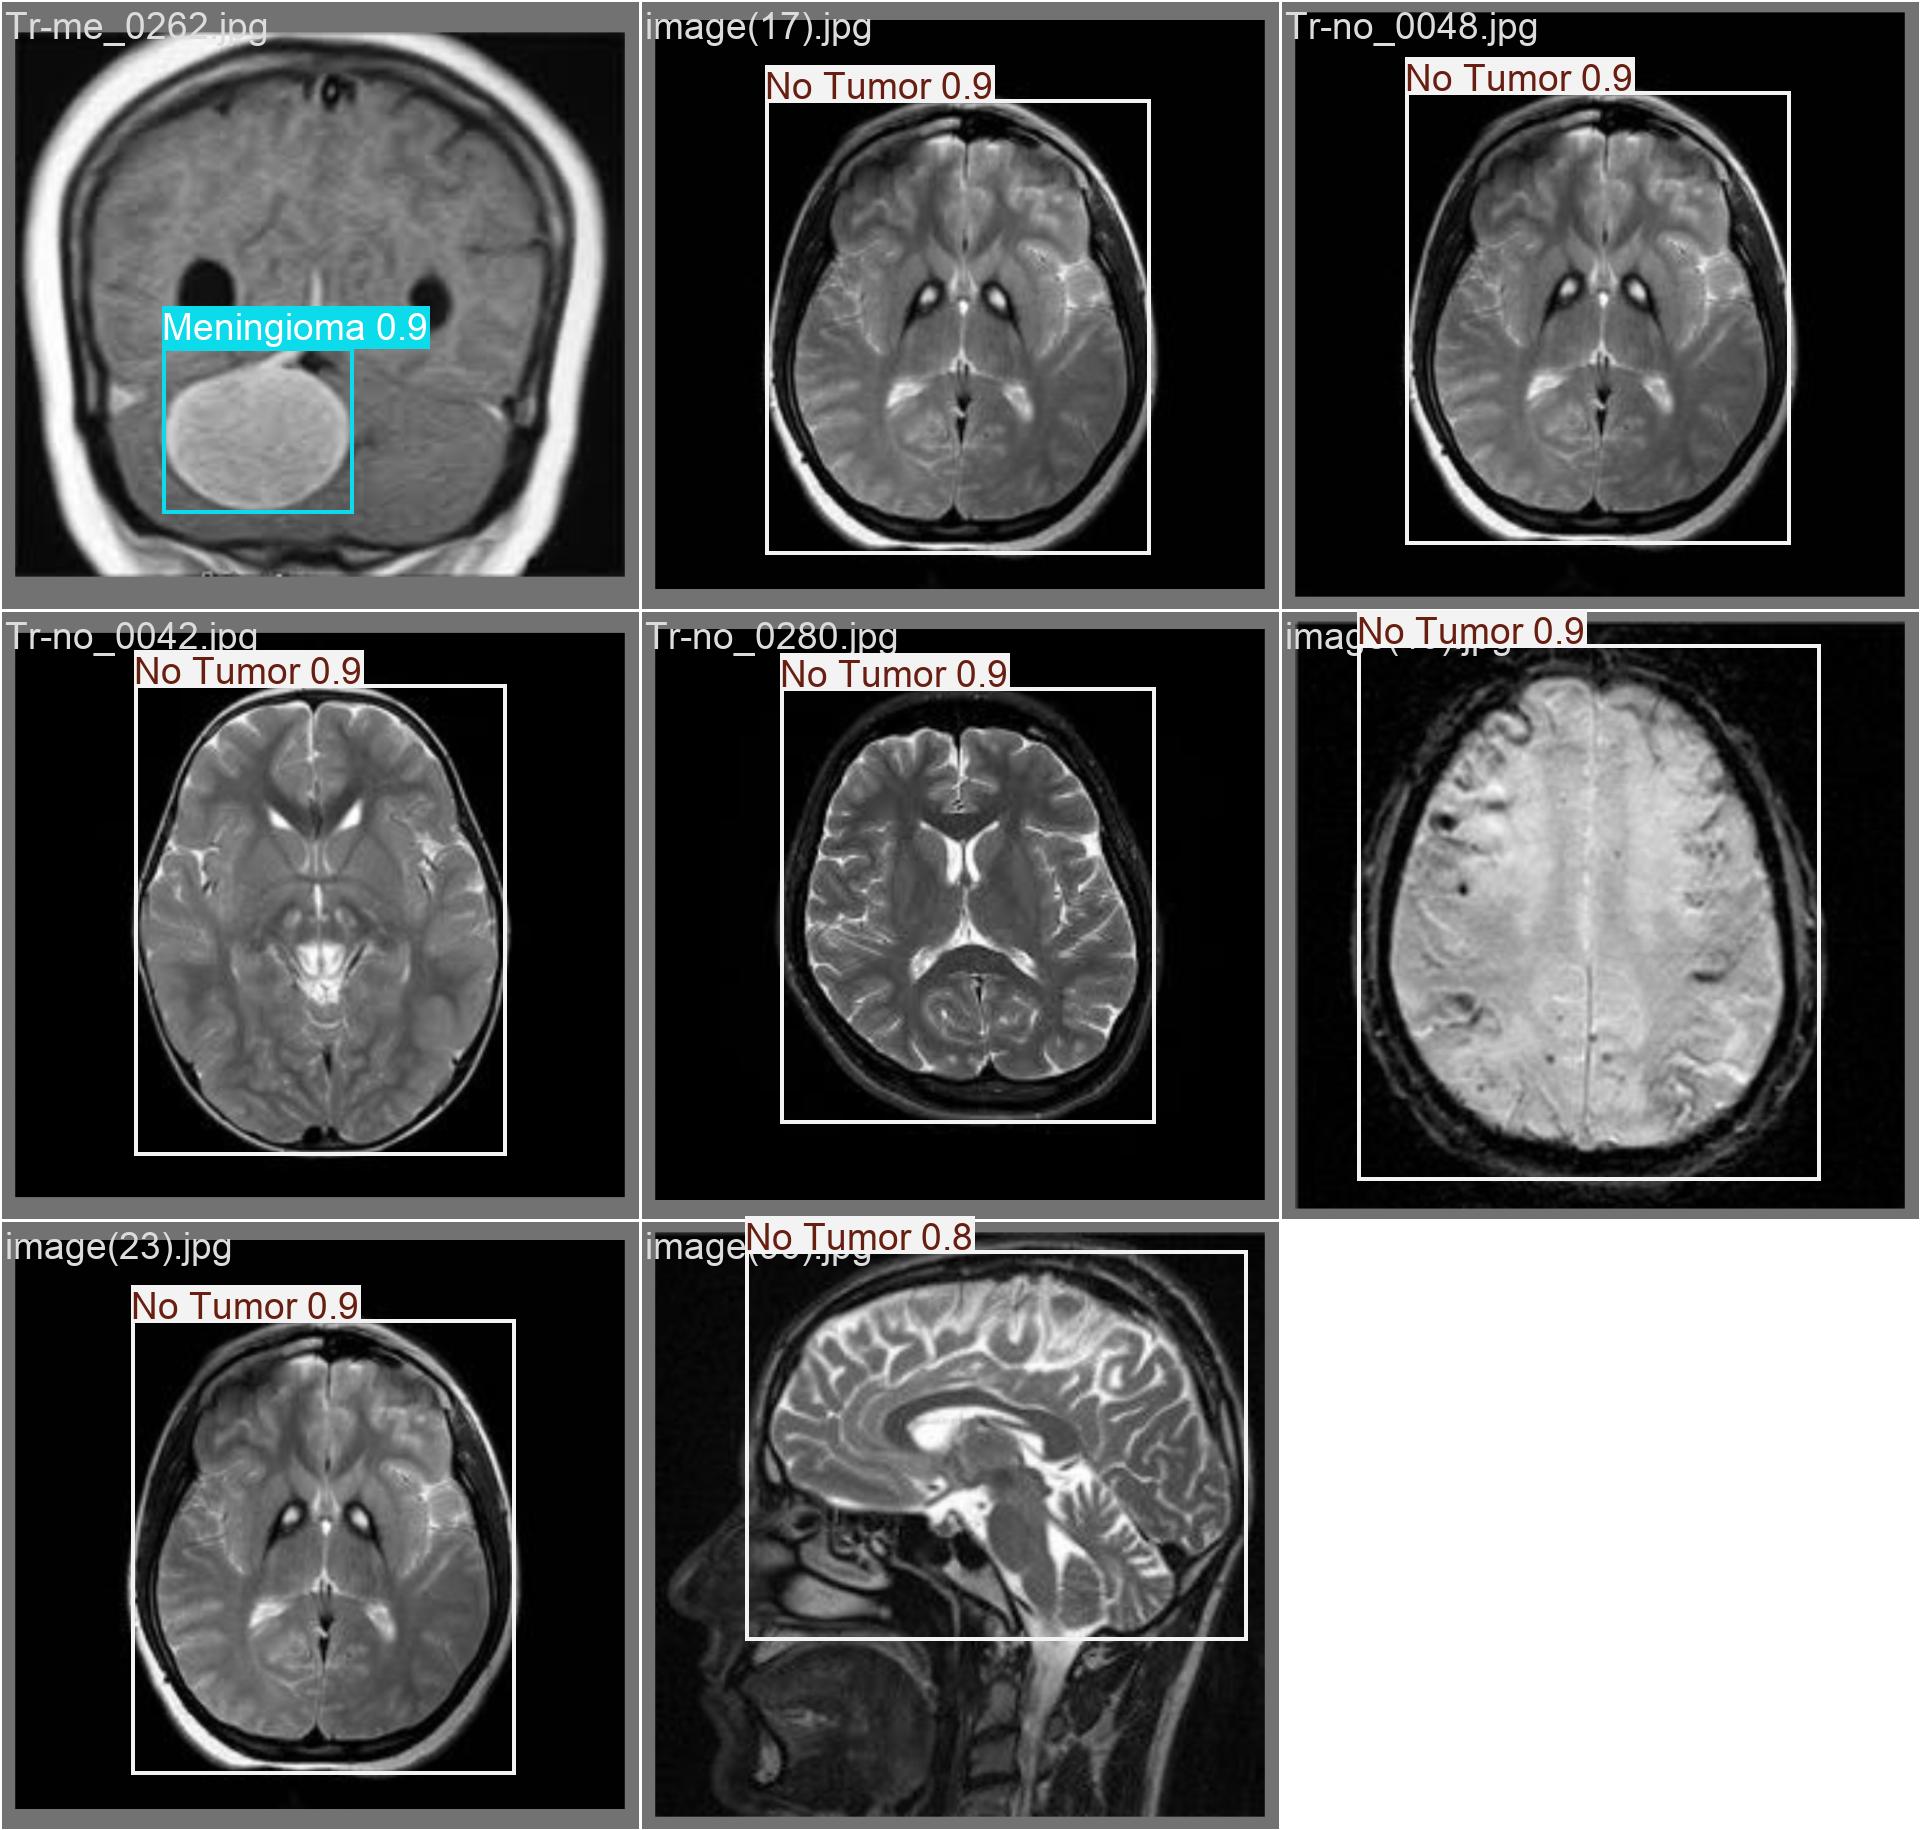 Tr-me_0262.jpg
Meningioma 0.9
image(17).jpg
No Tumor 0.9
Tr-no_0048.jpg
No Tumor 0.9
Tr-no_0042.jpg
No Tumor 0.9
Tr-no_0280.jpg
No Tumor 0.9
No Tumor 0.9
image(23).jpg
No Tumor 0.9
No Tumor 0.8